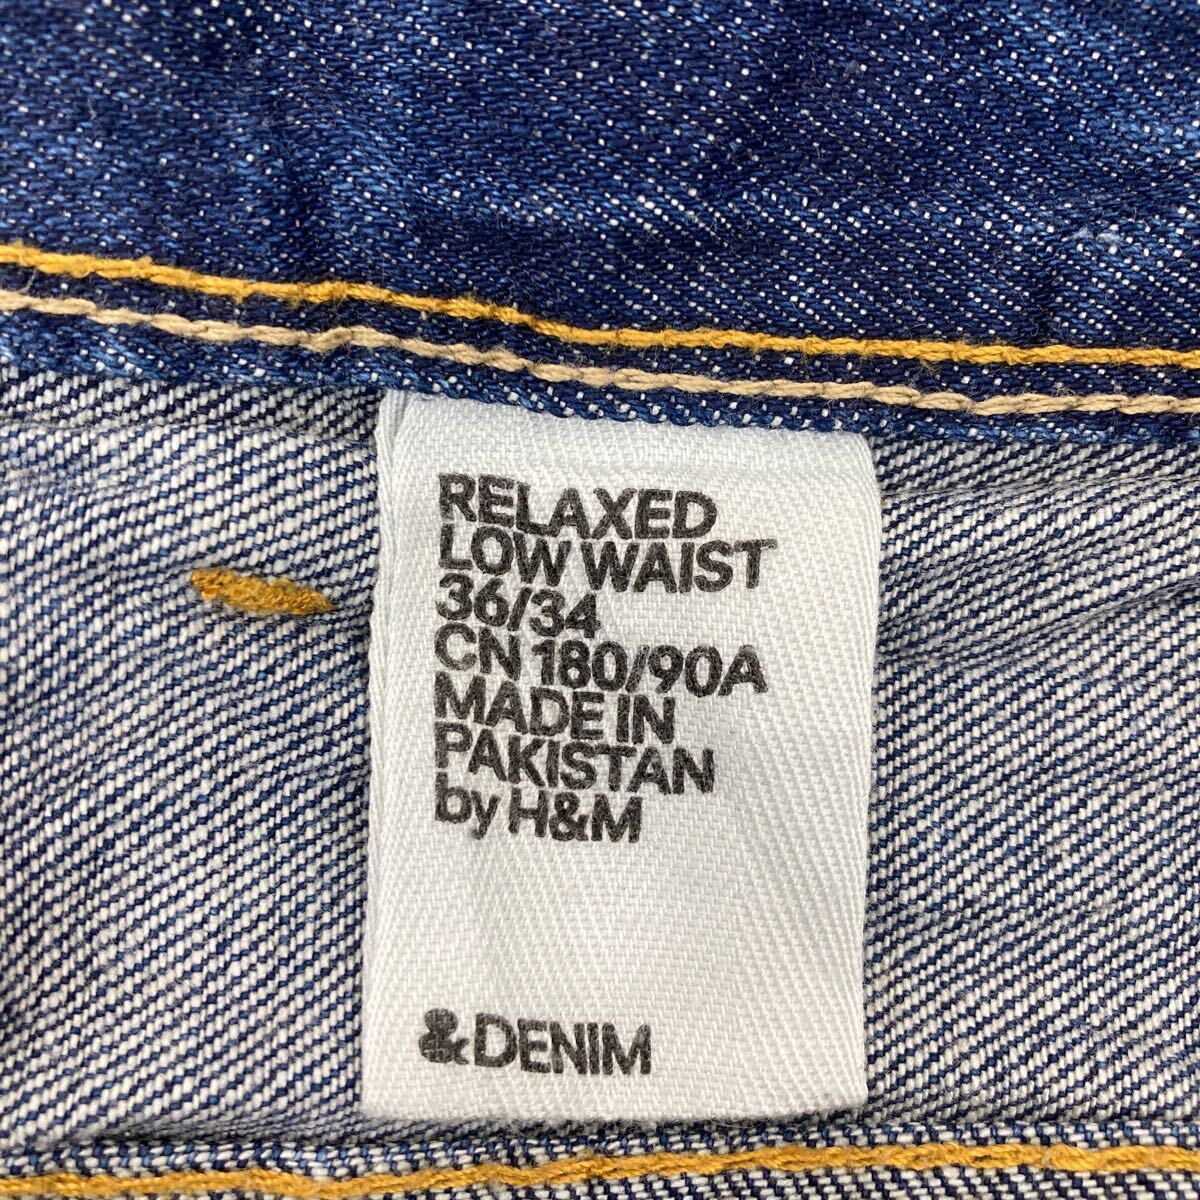 RELAXED
LOW WAIST
36/34
CN 180/90A
MADE IN
PAKISTAN
by H&M
&DENIM